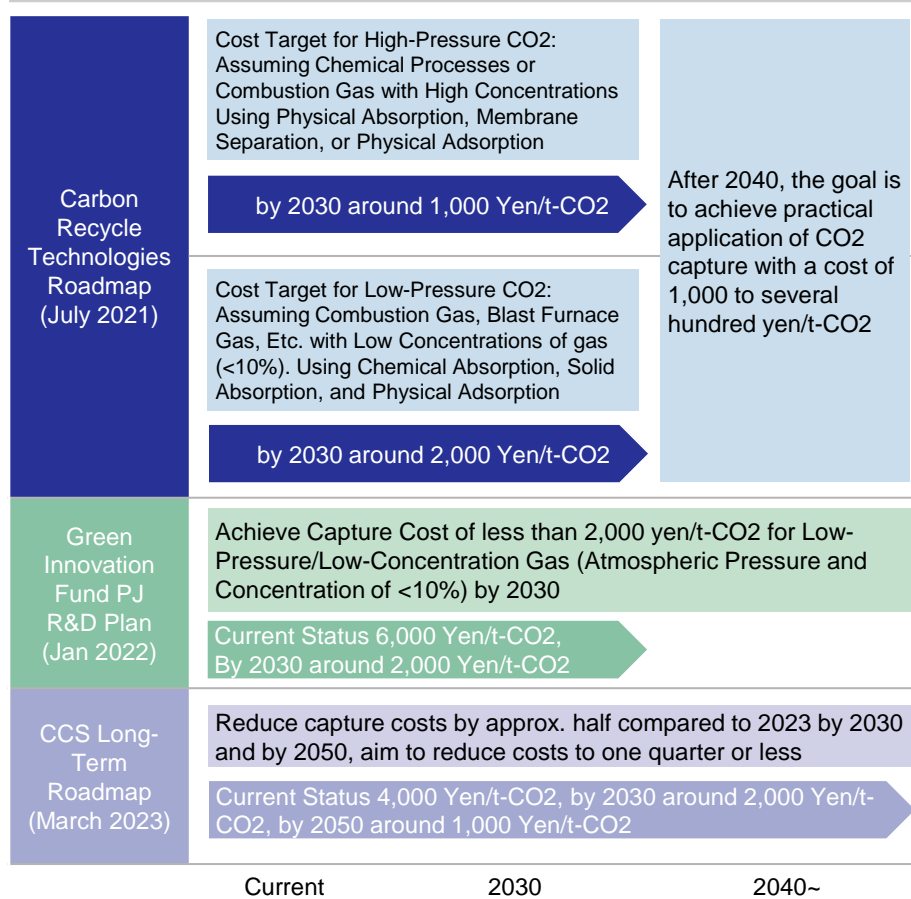 Carbon
Recycle
Technologies
Roadmap
(July 2021)
Cost Target for High-Pressure CO2:
Assuming Chemical Processes or
Combustion Gas with High Concentrations
Using Physical Absorption, Membrane
Separation, or Physical Adsorption
by 2030 around 1,000 Yen/t-CO2
Cost Target for Low-Pressure CO2:
Assuming Combustion Gas, Blast Furnace
Gas, Etc. with Low Concentrations of gas
(<10%). Using Chemical Absorption, Solid
Absorption, and Physical Adsorption
by 2030 around 2,000 Yen/t-CO2
After 2040, the goal is
to achieve practical
application of CO2
capture with a cost of
1,000 to several
hundred yen/t-CO2
Green
Innovation
Fund PJ
R&D Plan
(Jan 2022)
Achieve Capture Cost of less than 2,000 yen/t-CO2 for Low-
Pressure/Low-Concentration Gas (Atmospheric Pressure and
Concentration of <10%) by 2030
Current Status 6,000 Yen/t-CO2,
By 2030 around 2,000 Yen/t-CO2
CCS Long-
Term
Roadmap
(March 2023)
Reduce capture costs by approx. half compared to 2023 by 2030
and by 2050, aim to reduce costs to one quarter or less
Current Status 4,000 Yen/t-CO2, by 2030 around 2,000 Yen/t-
CO2, by 2050 around 1,000 Yen/t-CO2
Current 2030 2040~